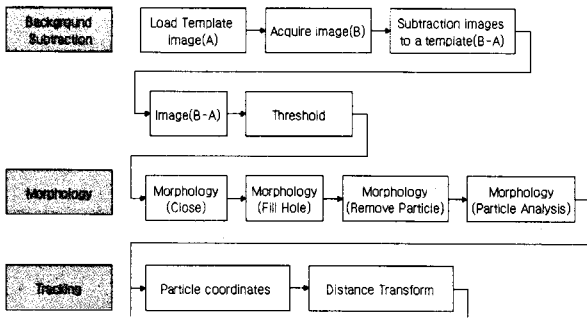 Background
Subtraction
Load Template
image(A)
Acquire image(B)
Subtraction images
to a template(B-A)
Image(B-A)
Threshold
Morphology
Morphology
(Close)
Morphology
(Fill Hole)
Morphology
(Remove Particle)
Morphology
(Particle Analysis)
Tracking
Particle coordinates
Distance Transform